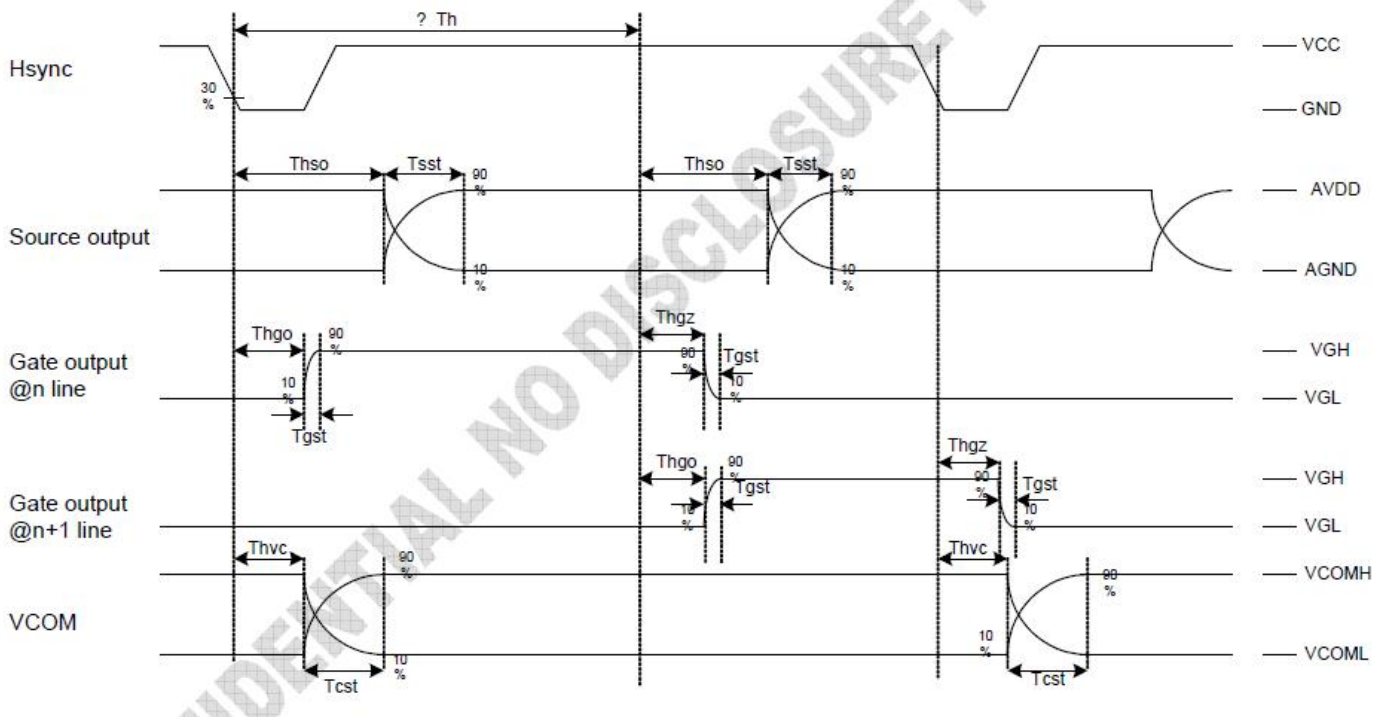 ? Th
Hsync
30
%
VCC
GND
Thso
Tsst
90
%
Thso
Tsst
90
%
AVDD
Source output
10
%
10
%
AGND
Thgo
90
%
Thgz
90
%
Tgst
VGH
Gate output
@n line
10
%
10
%
VGL
Tgst
Thgo
90
%
Tgst
Thgz
90
%
Tgst
VGH
Gate output
@n+1 line
10
%
10
%
VGL
Thvc
90
%
Thvc
90
%
VCOMH
VCOM
10
%
10
%
VCOML
Tcst
Tcst
NO DISCLOSURE